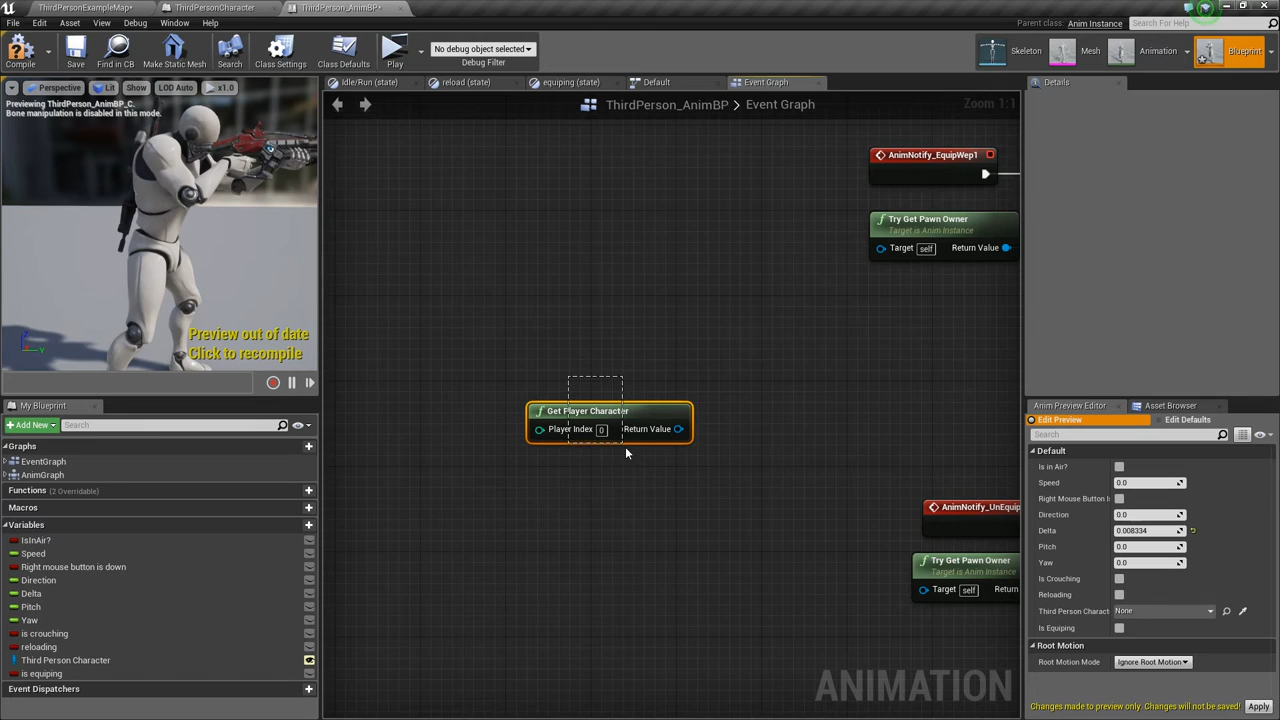 ThirdPersonExampleMap*
ThirdPersonCharacter
ThirdPerson_AnimBP*
File Edit Asset View Debug Window Help
Parent class: Anim Instance
Search For Help
Compile
Save
Find in CB
Make Static Mesh
Search
Class Settings
Class Defaults
Play
No debug object selected
Debug Filter
Skeleton
Mesh
Animation
Blueprint
Perspective
Lit
Show
LOD Auto
x1.0
Previewing ThirdPerson_AnimBP_C.
Bone manipulation is disabled in this mode.
Preview out of date
Click to recompile
Idle/Run (state)
reload (state)
equiping (state)
Default
Event Graph
ThirdPerson_AnimBP > Event Graph
Zoom 1:1
AnimNotify_EquipWep1
Try Get Pawn Owner
Target is Anim Instance
Target self
Return Value
Get Player Character
Player Index 0
Return Value
AnimNotify_UnEquip
Try Get Pawn Owner
Target is Anim Instance
Target self
Return
ANIMATION
My Blueprint
+Add New
Search
Graphs
EventGraph
AnimGraph
Functions (2 Overridable)
Macros
Variables
IsInAir?
Speed
Right mouse button is down
Direction
Delta
Pitch
Yaw
is crouching
reloading
Third Person Character
is equiping
Event Dispatchers
Details
Anim Preview Editor
Asset Browser
Edit Preview
Edit Defaults
Search
Default
Is in Air?
Speed 0.0
Right Mouse Button I
Direction 0.0
Delta 0.008334
Pitch 0.0
Yaw 0.0
Is Crouching
Reloading
Third Person Charact
None
Is Equiping
Root Motion
Root Motion Mode
Ignore Root Motion
Changes made to preview only. Changes will not be saved!
Apply